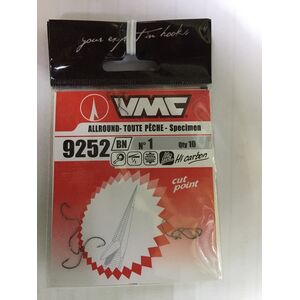 your expert in hooks
VMC
ALLROUND- TOUTE PÊCHE - Specimen
9252 BN N° 1 Qty 10
Hi carbon
cut
point